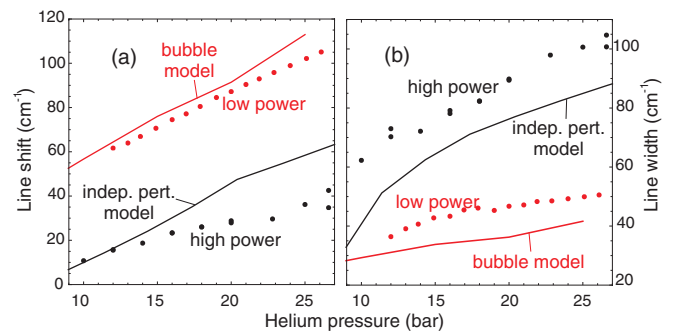 (a)
bubble
model
low power
indep. pert.
model
high power
Line shift (cm⁻¹)
0
20
40
60
80
100
120
10
15
20
25
(b)
high power
indep. pert.
model
low power
bubble model
Line width (cm⁻¹)
20
40
60
80
100
10
15
20
25
Helium pressure (bar)